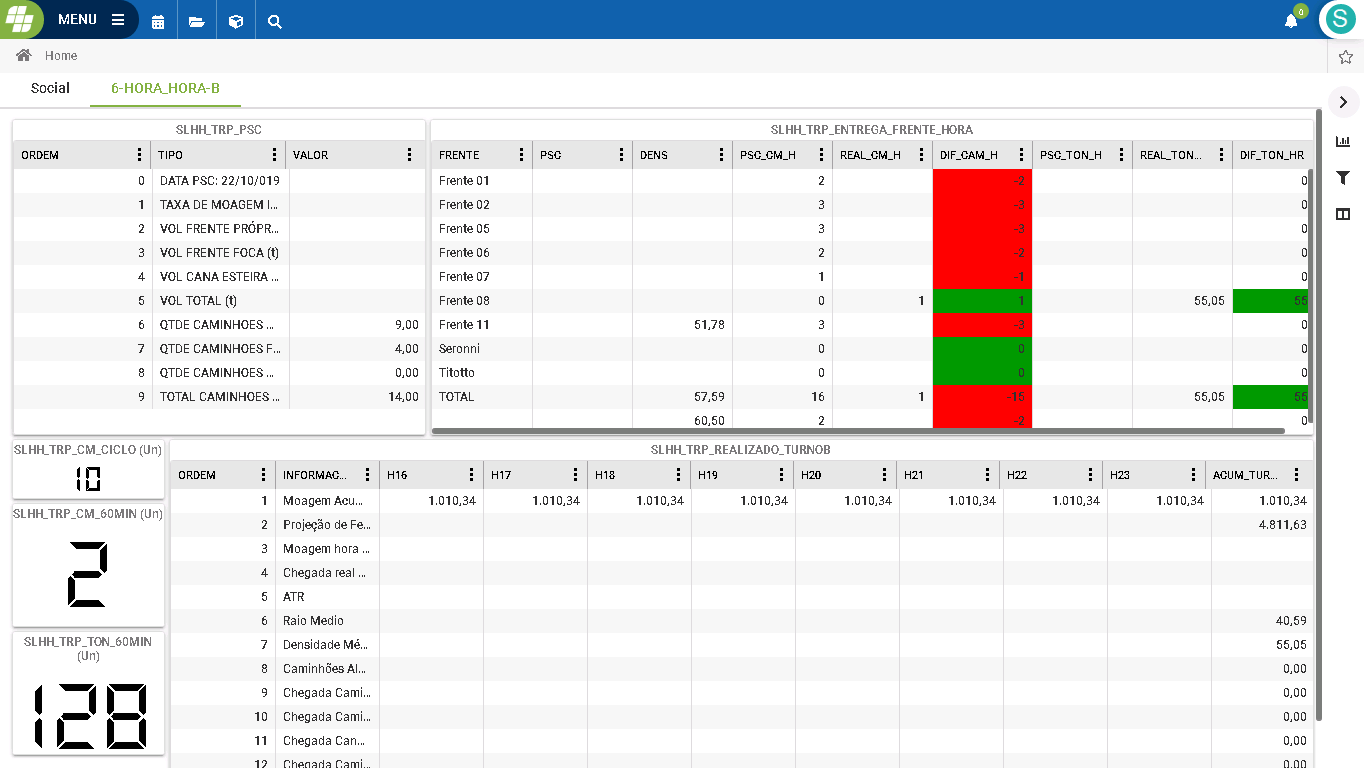 MENU
0
S
Home
Social 6-HORA_HORA-B
SLHH_TRP_PSC
ORDEM TIPO VALOR
0 DATA PSC: 22/10/019
1 TAXA DE MOAGEM I...
2 VOL FRENTE PRÓPR...
3 VOL FRENTE FOCA (t)
4 VOL CANA ESTEIRA ...
5 VOL TOTAL (t)
6 QTDE CAMINHOES ... 9,00
7 QTDE CAMINHOES F... 4,00
8 QTDE CAMINHOES ... 0,00
9 TOTAL CAMINHOES ... 14,00
SLHH_TRP_ENTREGA_FRENTE_HORA
FRENTE PSC DENS PSC_CM_H REAL_CM_H DIF_CAM_H PSC_TON_H REAL_TON... DIF_TON_HR
Frente 01 2 -2 0
Frente 02 3 -3 0
Frente 05 3 -3 0
Frente 06 2 -2 0
Frente 07 1 -1 0
Frente 08 0 1 1 55,05 55
Frente 11 51,78 3 -3 0
Seronni 0 0 0
Titotto 0 0 0
TOTAL 57,59 16 1 -15 55,05 55
60,50 2 -2 0
SLHH_TRP_CM_CICLO (Un)
10
SLHH_TRP_CM_60MIN (Un)
2
SLHH_TRP_TON_60MIN
(Un)
128
SLHH_TRP_REALIZADO_TURNOB
ORDEM INFORMAC... H16 H17 H18 H19 H20 H21 H22 H23 AGUM_TUR...
1 Moagem Acu... 1.010,34 1.010,34 1.010,34 1.010,34 1.010,34 1.010,34 1.010,34 1.010,34 1.010,34
2 Projeção de Fe... 4.811,63
3 Moagem hora ...
4 Chegada real ...
5 ATR
6 Raio Medio 40,59
7 Densidade Mé... 55,05
8 Caminhões Al... 0,00
9 Chegada Cami... 0,00
10 Chegada Cami... 0,00
11 Chegada Can... 0,00
12 Chegada Cami... 0,00